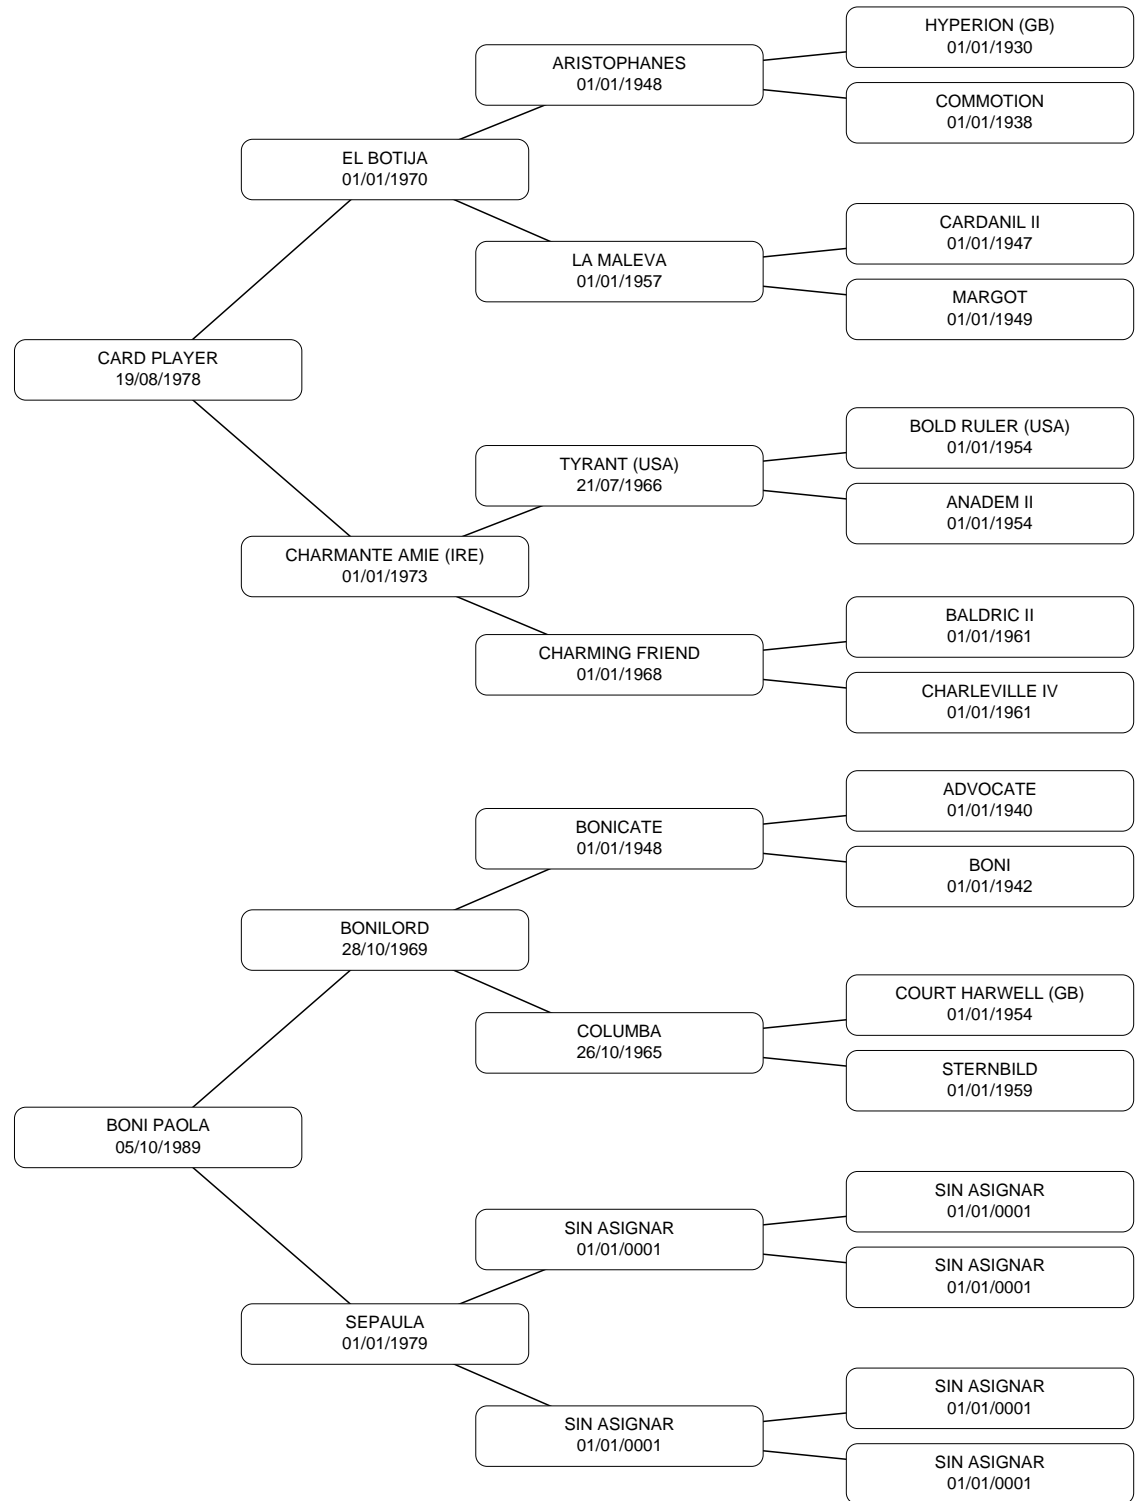 HYPERION (GB)
01/01/1930
ARISTOPHANES
01/01/1948
COMMOTION
01/01/1938
EL BOTIJA
01/01/1970
CARDANIL II
01/01/1947
LA MALEVA
01/01/1957
MARGOT
01/01/1949
CARD PLAYER
19/08/1978
BOLD RULER (USA)
01/01/1954
TYRANT (USA)
21/07/1966
ANADEM II
01/01/1954
CHARMANTE AMIE (IRE)
01/01/1973
BALDRIC II
01/01/1961
CHARMING FRIEND
01/01/1968
CHARLEVILLE IV
01/01/1961
ADVOCATE
01/01/1940
BONICATE
01/01/1948
BONI
01/01/1942
BONILORD
28/10/1969
COURT HARWELL (GB)
01/01/1954
COLUMBA
26/10/1965
STERNBILD
01/01/1959
BONI PAOLA
05/10/1989
SIN ASIGNAR
01/01/0001
SIN ASIGNAR
01/01/0001
SIN ASIGNAR
01/01/0001
SEPAULA
01/01/1979
SIN ASIGNAR
01/01/0001
SIN ASIGNAR
01/01/0001
SIN ASIGNAR
01/01/0001